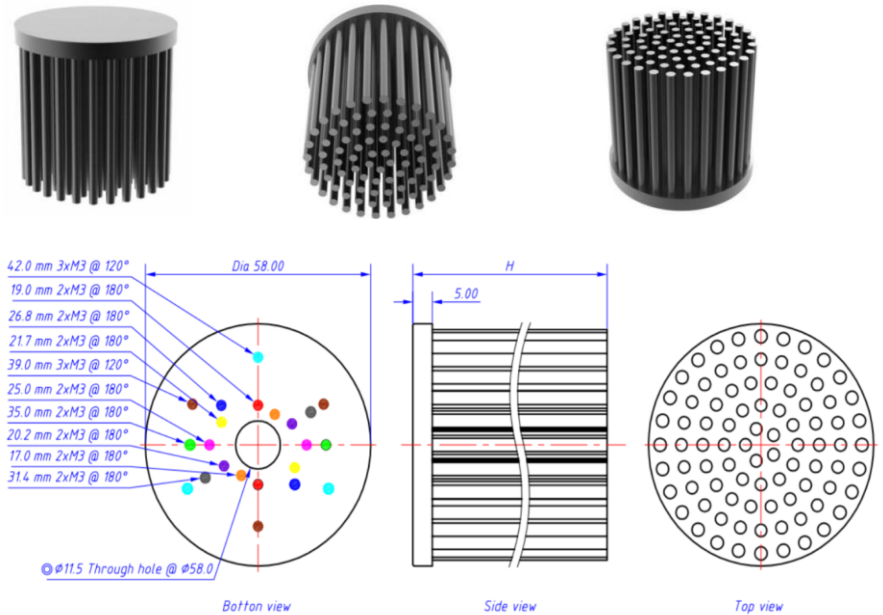 42.0 mm 3xM3 @ 120°
19.0 mm 2xM3 @ 180°
26.8 mm 2xM3 @ 180°
21.7 mm 2xM3 @ 180°
39.0 mm 3xM3 @ 120°
25.0 mm 2xM3 @ 180°
35.0 mm 2xM3 @ 180°
20.2 mm 2xM3 @ 180°
17.0 mm 2xM3 @ 180°
31.4 mm 2xM3 @ 180°
Dia 58.00
H
5.00
◎ Ø11.5 Through hole @ Ø58.0
Botton view
Side view
Top view